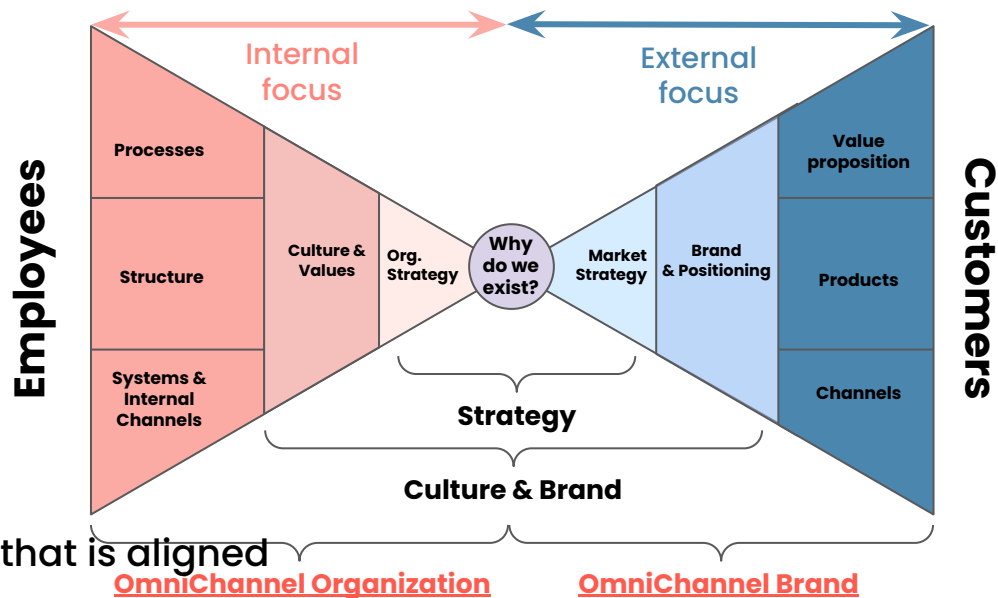 Internal
focus
External
focus
Employees
Processes
Structure
Systems &
Internal
Channels
Culture &
Values
Org.
Strategy
Why
do we
exist?
Market
Strategy
Brand
& Positioning
Value
proposition
Products
Channels
Customers
Strategy
Culture & Brand
that is aligned
OmniChannel Organization
OmniChannel Brand